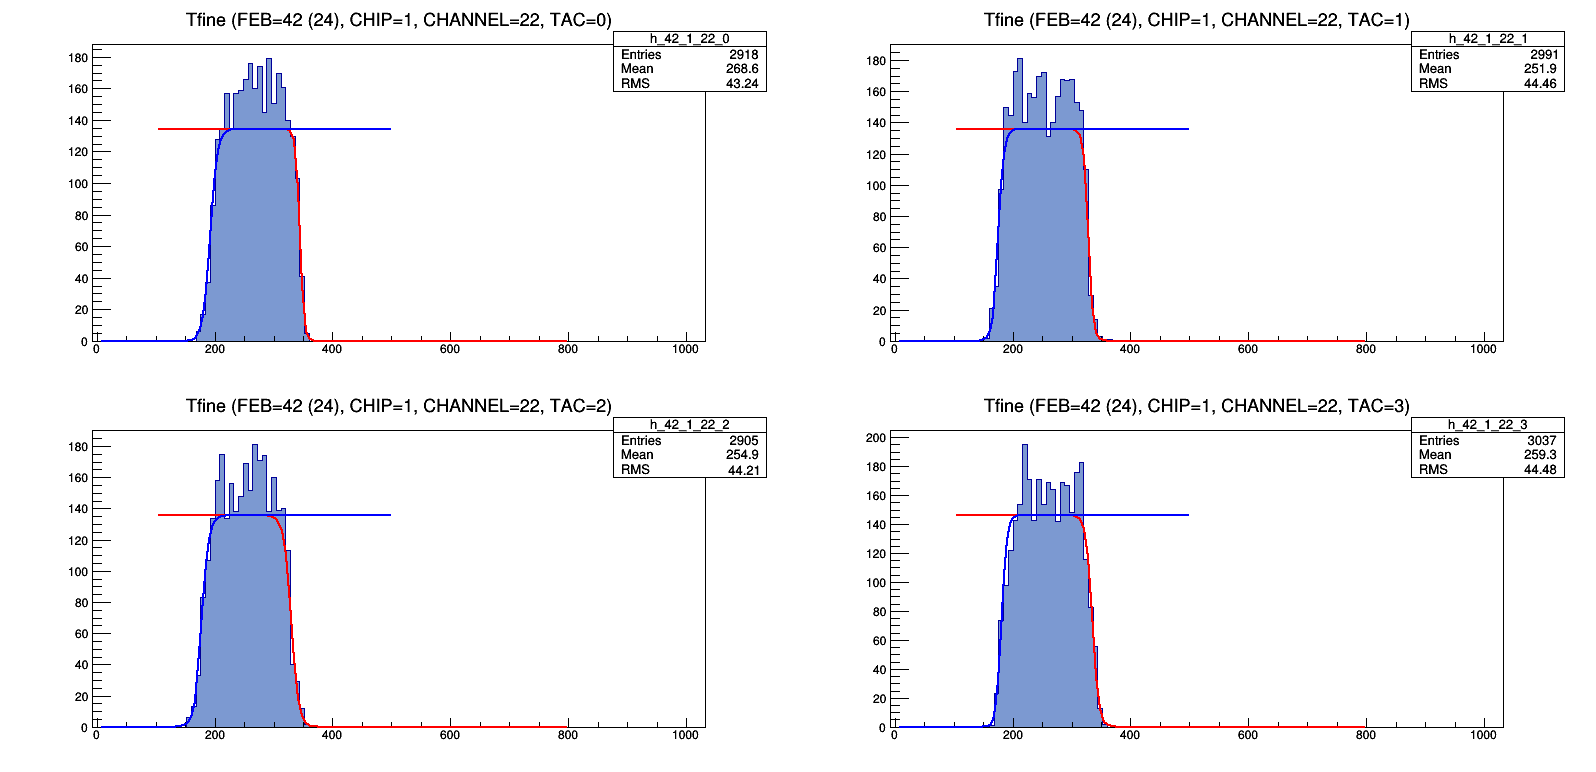 Tfine (FEB=42 (24), CHIP=1, CHANNEL=22, TAC=0)
h_42_1_22_0
Entries 2918
Mean 268.6
RMS 43.24
180
160
140
120
100
80
60
40
20
0
0 200 400 600 800 1000
Tfine (FEB=42 (24), CHIP=1, CHANNEL=22, TAC=1)
h_42_1_22_1
Entries 2991
Mean 251.9
RMS 44.46
180
160
140
120
100
80
60
40
20
0
0 200 400 600 800 1000
Tfine (FEB=42 (24), CHIP=1, CHANNEL=22, TAC=2)
h_42_1_22_2
Entries 2905
Mean 254.9
RMS 44.21
180
160
140
120
100
80
60
40
20
0
0 200 400 600 800 1000
Tfine (FEB=42 (24), CHIP=1, CHANNEL=22, TAC=3)
h_42_1_22_3
Entries 3037
Mean 259.3
RMS 44.48
200
180
160
140
120
100
80
60
40
20
0
0 200 400 600 800 1000